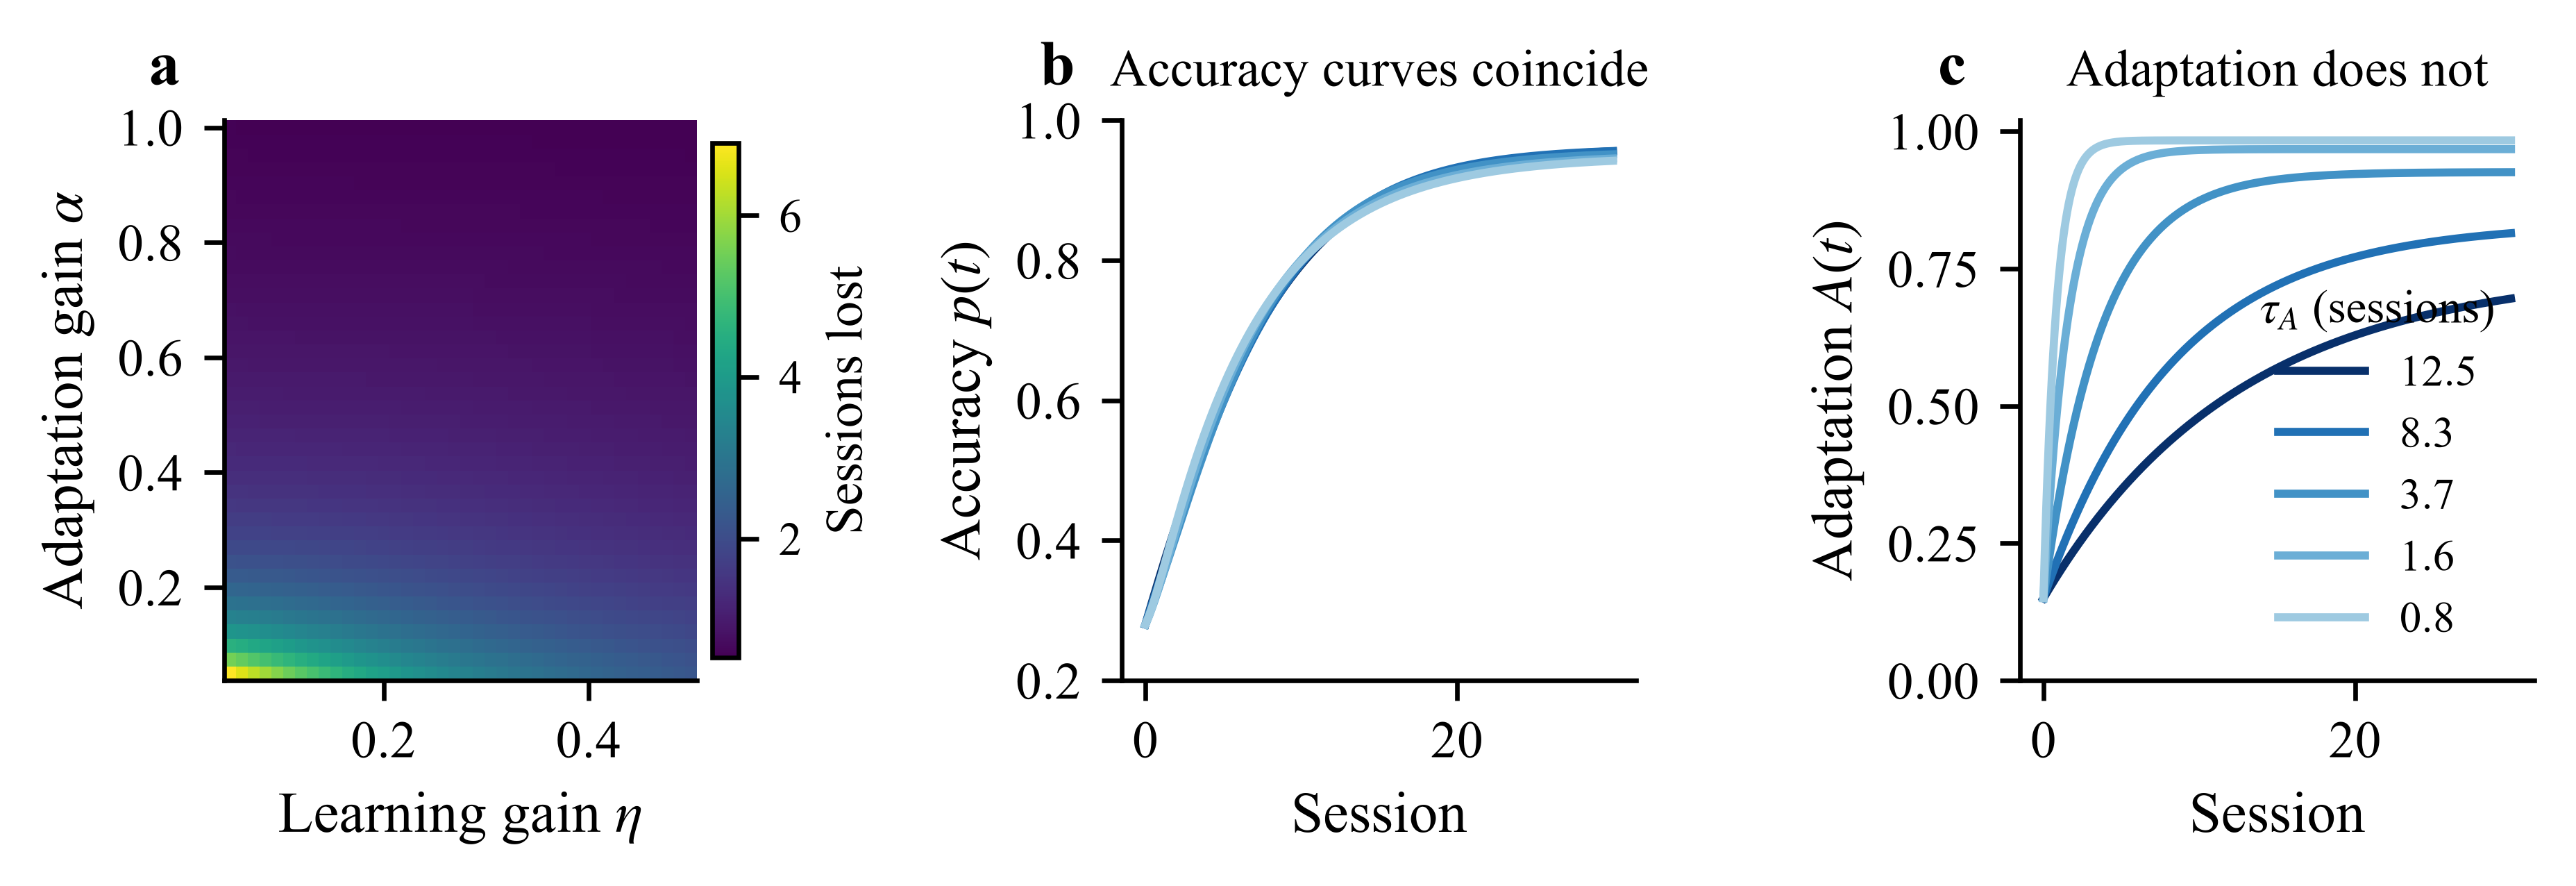 a
1.0
0.8
0.6
0.4
0.2
Adaptation gain α
0.2 0.4
Learning gain η
6
4
2
Sessions lost
b Accuracy curves coincide
1.0
0.8
0.6
0.4
0.2
Accuracy p(t)
0 20
Session
c Adaptation does not
1.00
0.75
0.50
0.25
0.00
Adaptation A(t)
τA (sessions)
12.5
8.3
3.7
1.6
0.8
0 20
Session